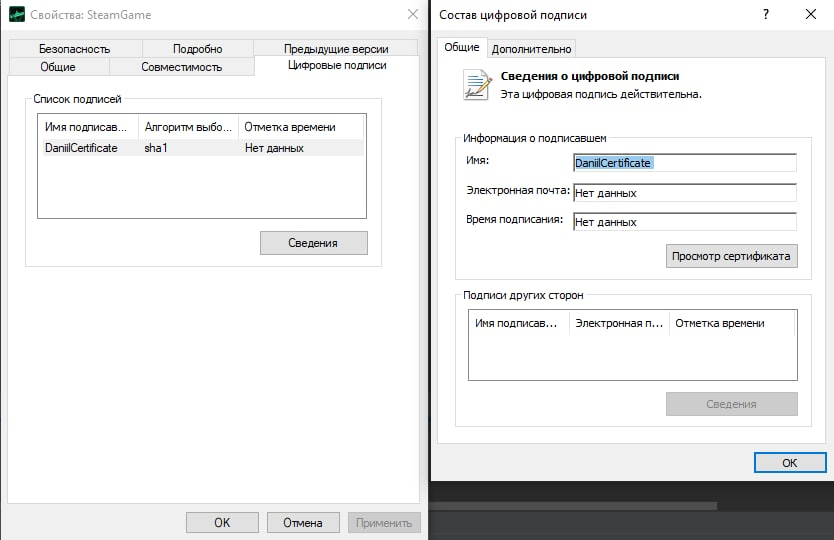 Свойства: SteamGame
Безопасность
Подробно
Предыдущие версии
Общие
Совместимость
Цифровые подписи
Список подписей
Имя подписав...
Алгоритм выбо...
Отметка времени
DaniilCertificate
sha1
Нет данных
Сведения
OK
Отмена
Применить
Состав цифровой подписи
?
Общие
Дополнительно
Сведения о цифровой подписи
Эта цифровая подпись действительна.
Информация о подписавшем
Имя:
DaniilCertificate
Электронная почта:
Нет данных
Время подписания:
Нет данных
Просмотр сертификата
Подписи других сторон
Имя подписав...
Электронная п...
Отметка времени
Сведения
OK